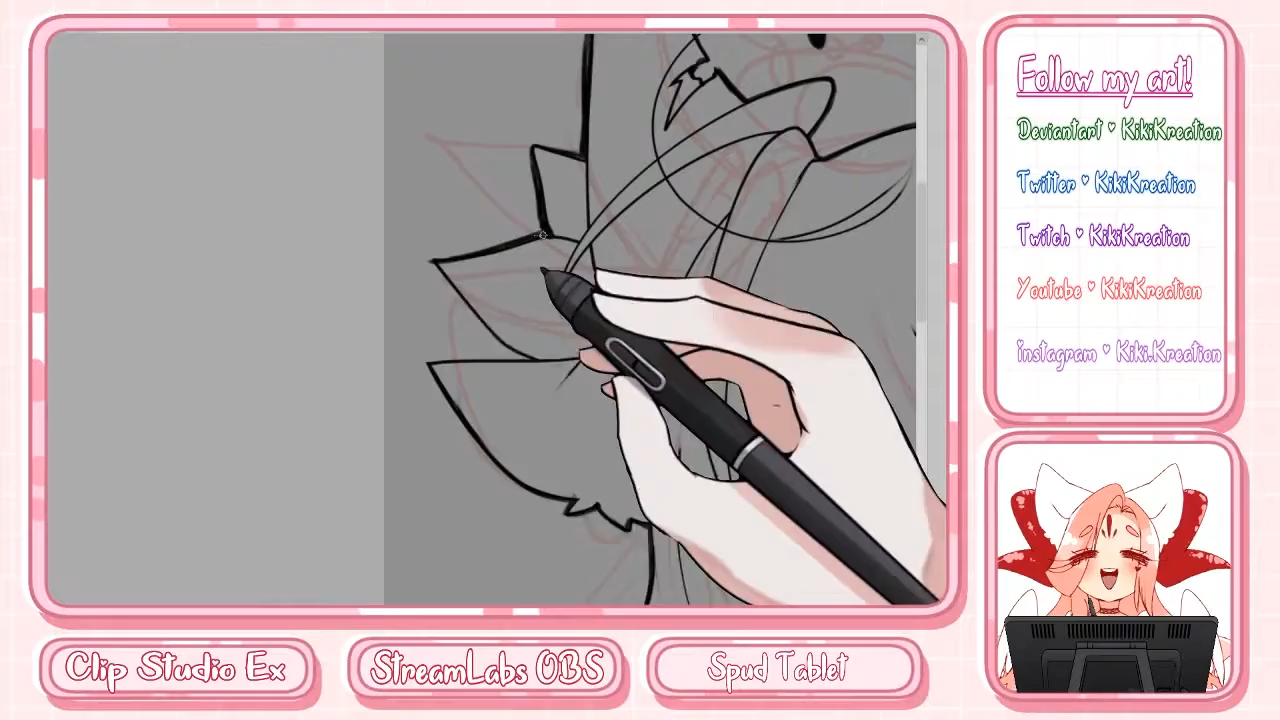 Follow my art!
Deviantart ♥ KikiKreation
Twitter ♥ KikiKreation
Twitch ♥ KikiKreation
Youtube ♥ KikiKreation
instagram ♥ Kiki.Kreation
Clip Studio Ex
StreamLabs OBS
Spud Tablet